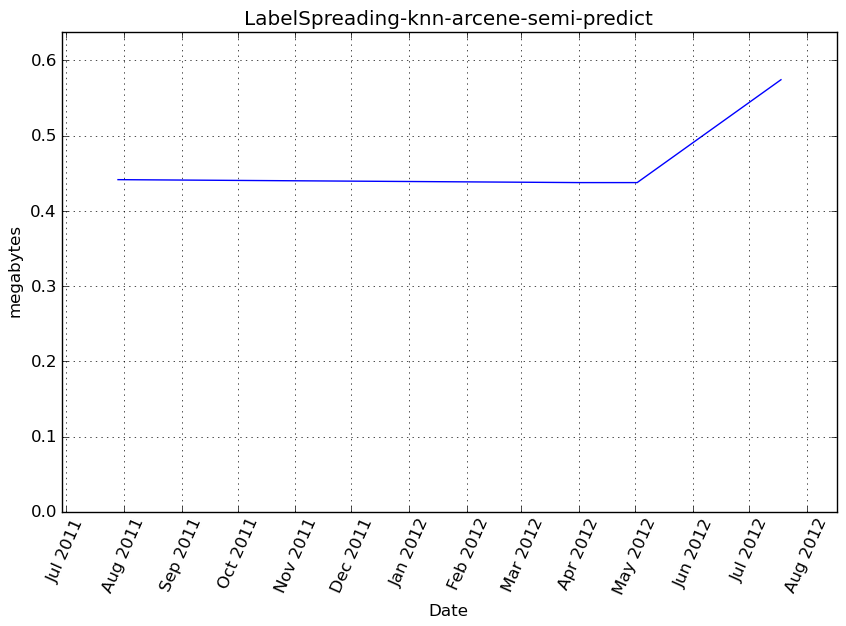 LabelSpreading-knn-arcene-semi-predict
0.6
0.5
0.4
0.3
0.2
0.1
0.0
megabytes
Jul 2011
Aug 2011
Sep 2011
Oct 2011
Nov 2011
Dec 2011
Jan 2012
Feb 2012
Mar 2012
Apr 2012
May 2012
Jun 2012
Jul 2012
Aug 2012
Date